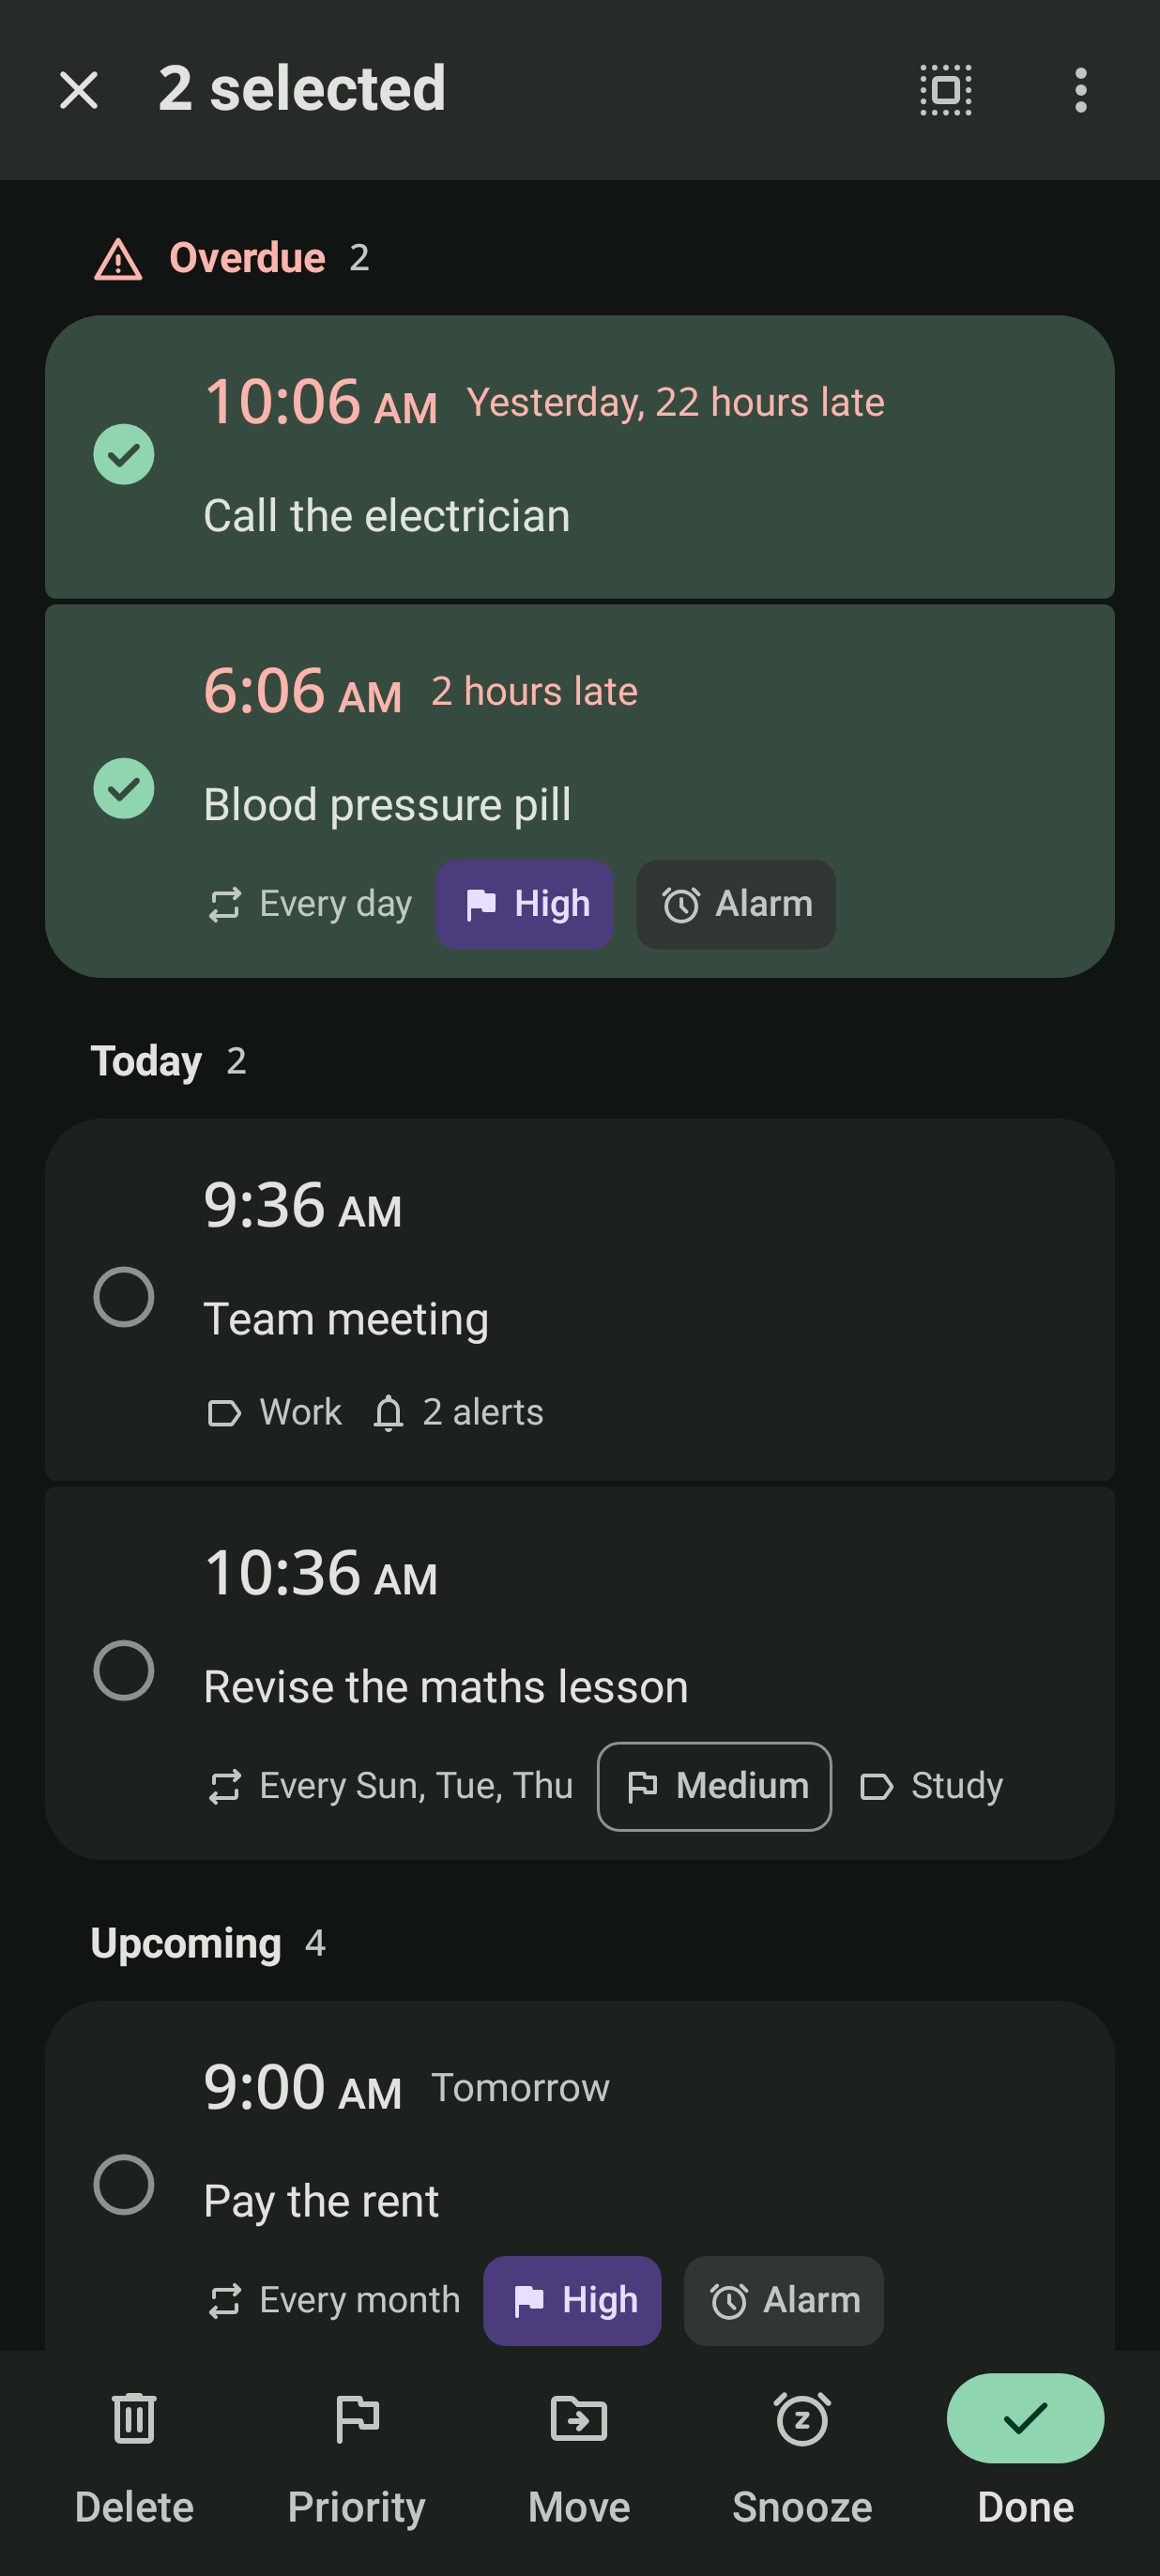 2 selected
Overdue 2
10:06 AM Yesterday, 22 hours late
Call the electrician
6:06 AM 2 hours late
Blood pressure pill
Every day High Alarm
Today 2
9:36 AM
Team meeting
Work 2 alerts
10:36 AM
Revise the maths lesson
Every Sun, Tue, Thu Medium Study
Upcoming 4
9:00 AM Tomorrow
Pay the rent
Every month High Alarm
Delete Priority Move Snooze Done